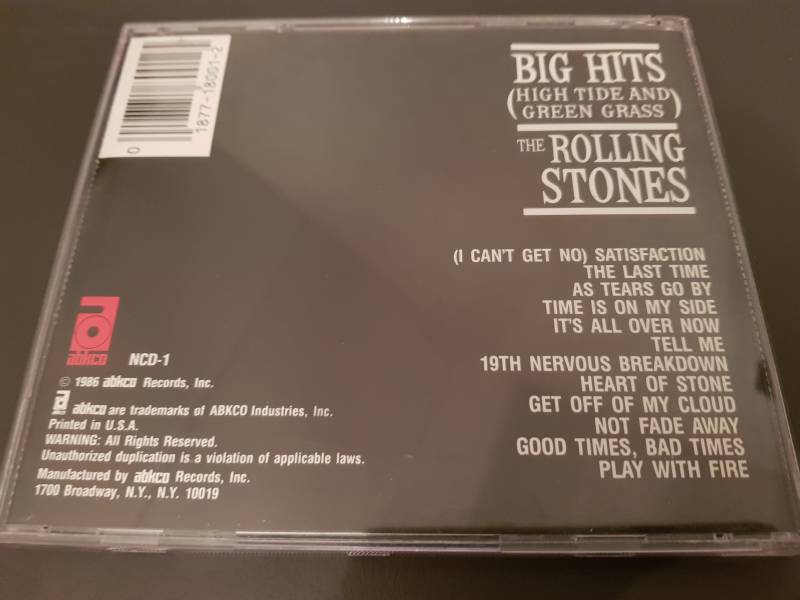 0 1877-18001-2
BIG HITS
(HIGH TIDE AND
GREEN GRASS)
THE ROLLING
STONES
(I CAN'T GET NO) SATISFACTION
THE LAST TIME
AS TEARS GO BY
TIME IS ON MY SIDE
IT'S ALL OVER NOW
TELL ME
19TH NERVOUS BREAKDOWN
HEART OF STONE
GET OFF OF MY CLOUD
NOT FADE AWAY
GOOD TIMES, BAD TIMES
PLAY WITH FIRE
abkco NCD-1
© 1986 abkco Records, Inc.
abkco are trademarks of ABKCO Industries, Inc.
Printed in U.S.A.
WARNING: All Rights Reserved.
Unauthorized duplication is a violation of applicable laws.
Manufactured by abkco Records, Inc.
1700 Broadway, N.Y., N.Y. 10019